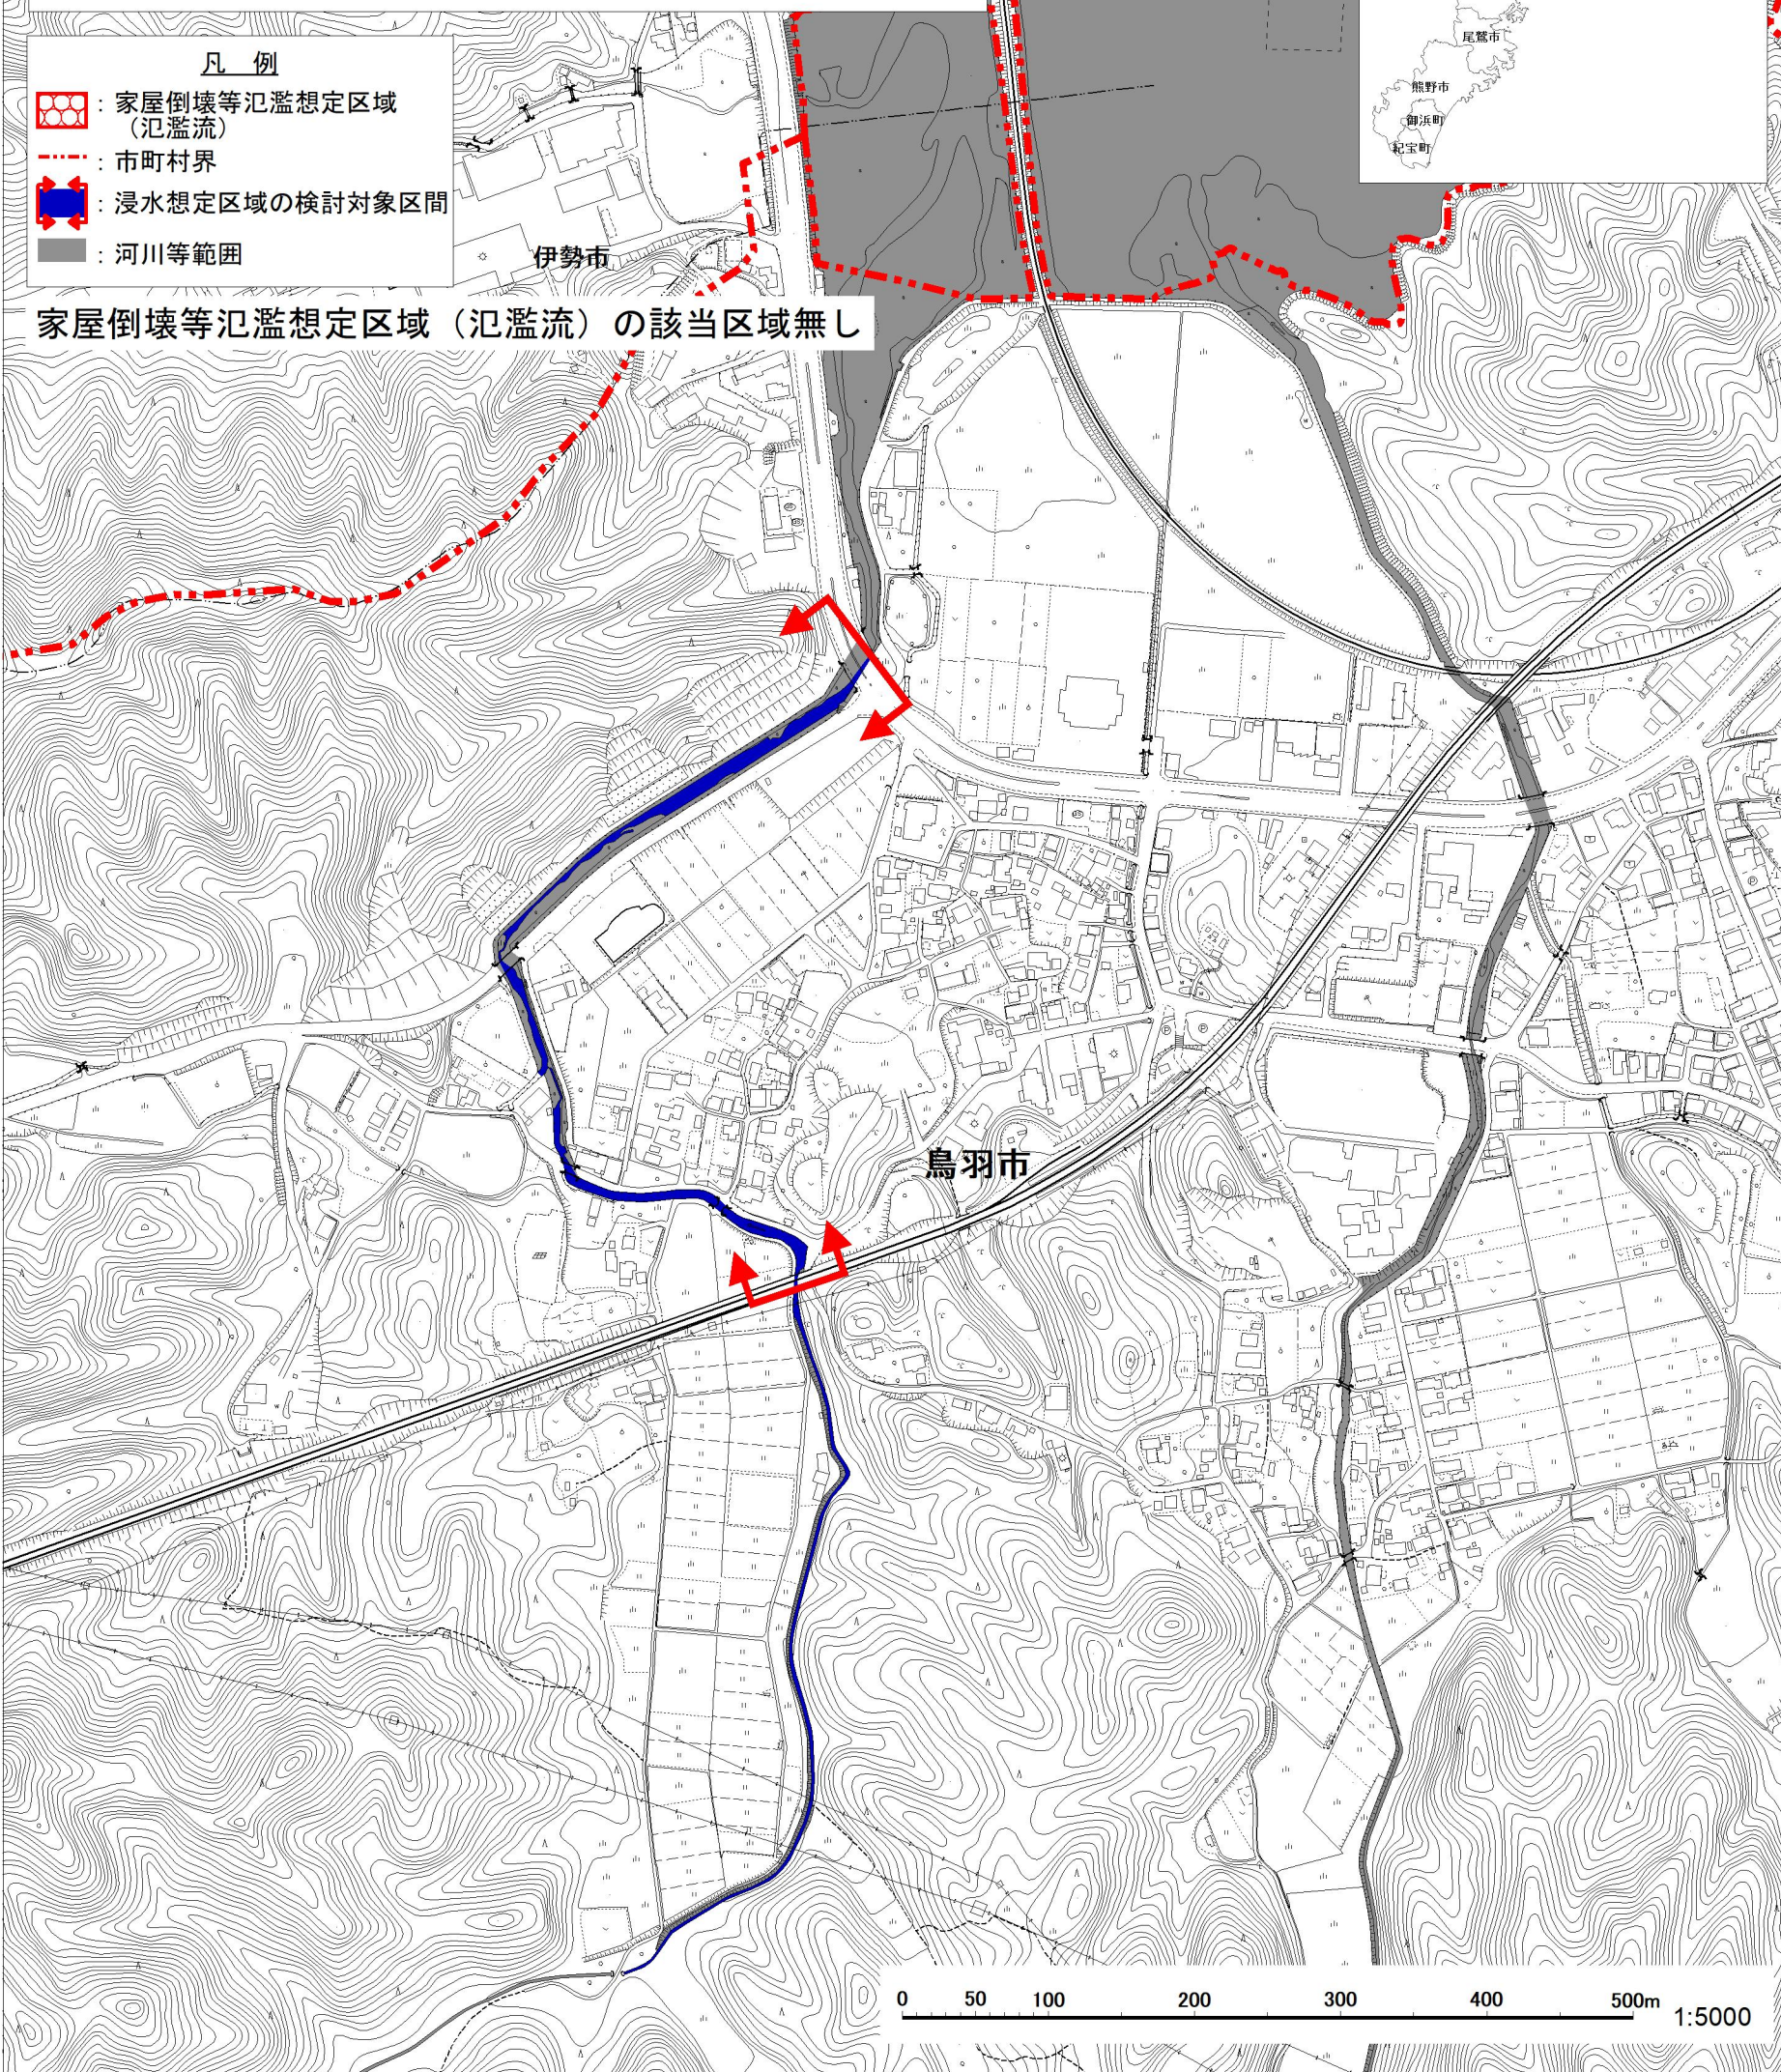 凡 例
: 家屋倒壊等氾濫想定区域
（氾濫流）
: 市町村界
: 浸水想定区域の検討対象区間
: 河川等範囲
尾鷲市
熊野市
御浜町
紀宝町
伊勢市
家屋倒壊等氾濫想定区域（氾濫流）の該当区域無し
鳥羽市
0 50 100 200 300 400 500m
1:5000